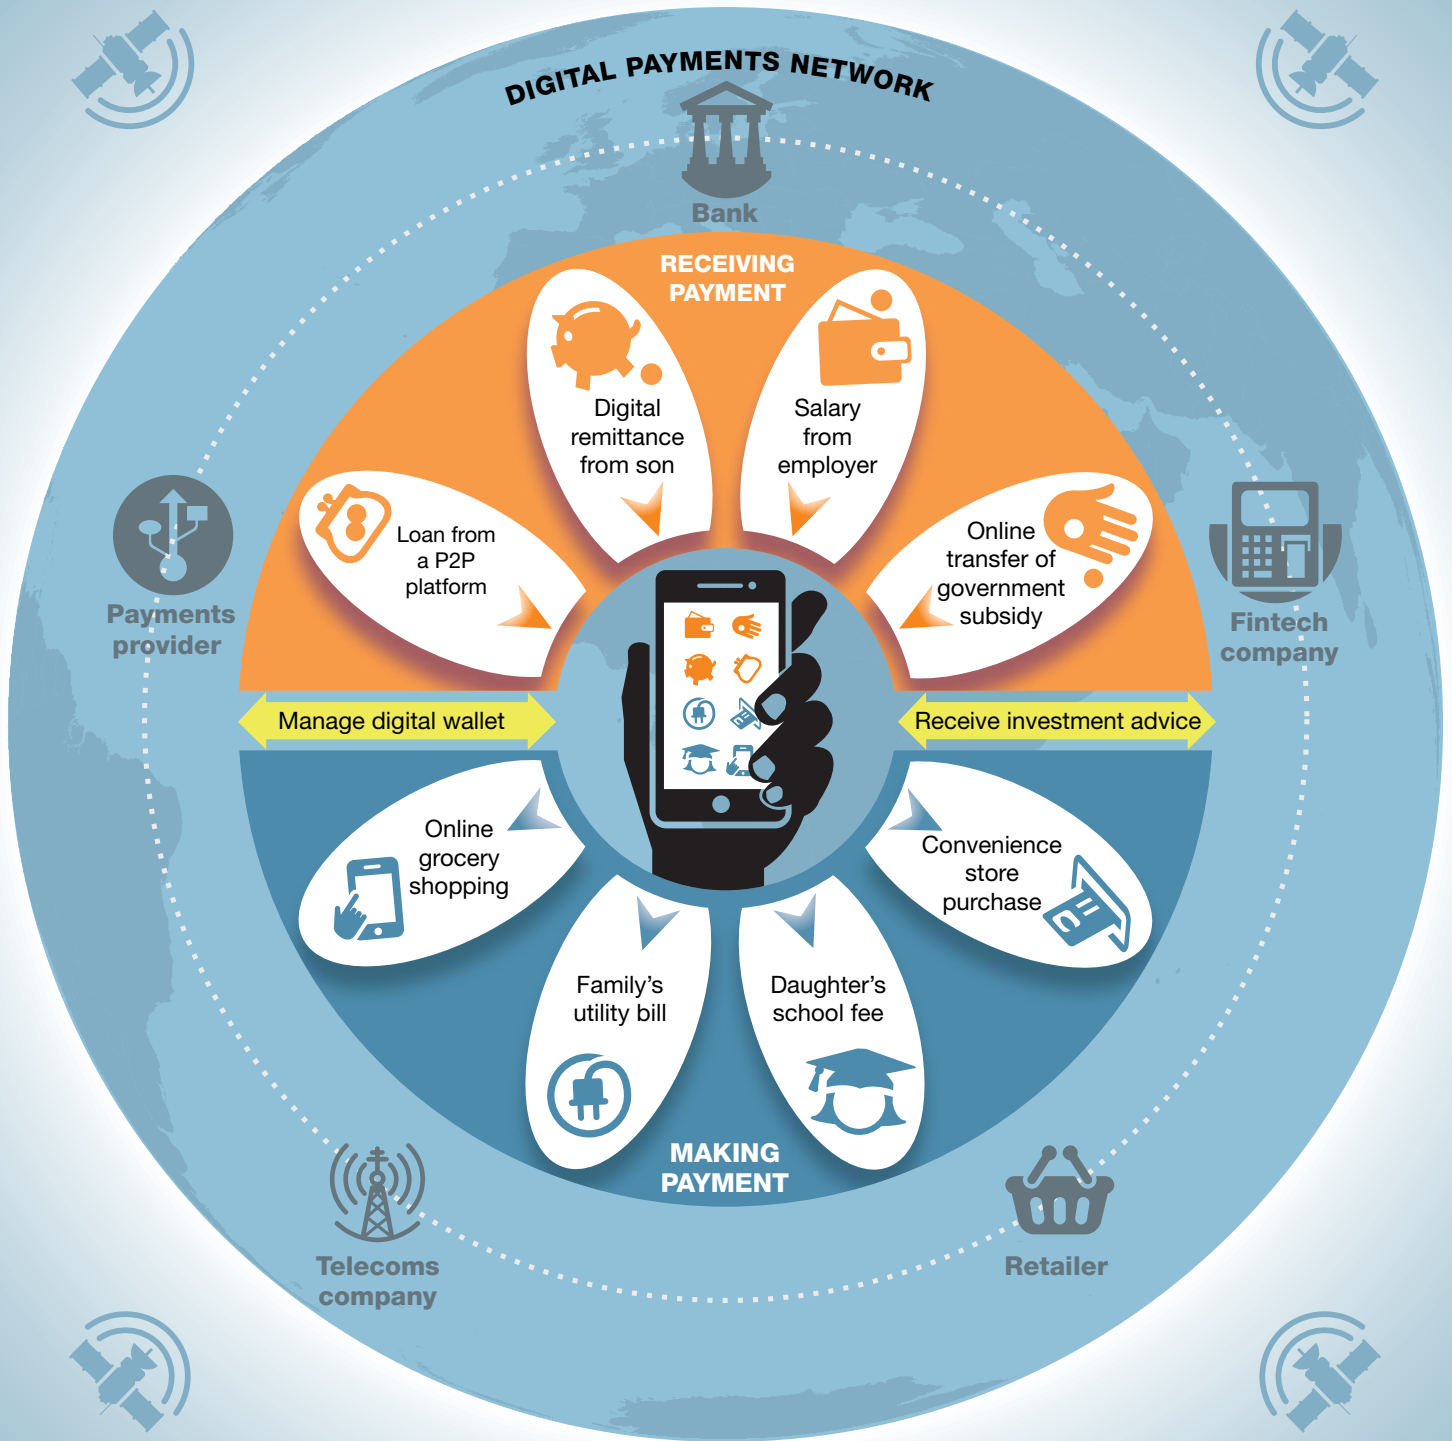 DIGITAL PAYMENTS NETWORK
Bank
RECEIVING
PAYMENT
Digital
remittance
from son
Salary
from
employer
Loan from
a P2P
platform
Online
transfer of
government
subsidy
Payments
provider
Fintech
company
Manage digital wallet
Receive investment advice
Online
grocery
shopping
Convenience
store
purchase
Family’s
utility bill
Daughter’s
school fee
MAKING
PAYMENT
Telecoms
company
Retailer